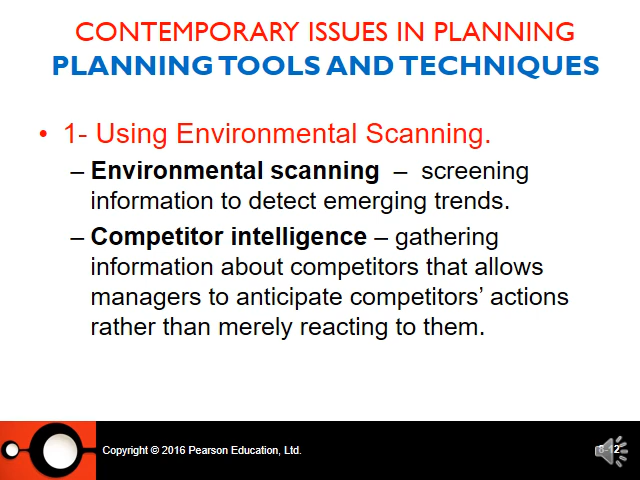 CONTEMPORARY ISSUES IN PLANNING
PLANNING TOOLS AND TECHNIQUES
• 1- Using Environmental Scanning.
– Environmental scanning – screening
information to detect emerging trends.
– Competitor intelligence – gathering
information about competitors that allows
managers to anticipate competitors’ actions
rather than merely reacting to them.
Copyright © 2016 Pearson Education, Ltd.